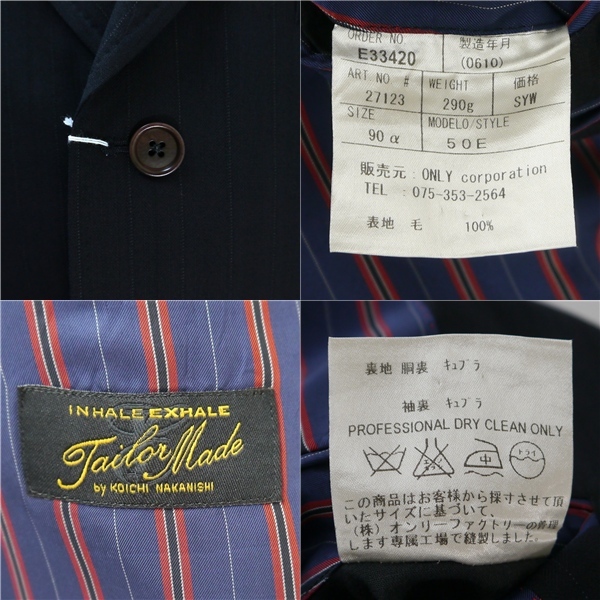 ORDER NO
E33420
製造年月
(0610)
ART NO #
27123
WEIGHT
290g
価格
SYW
SIZE
90 α
MODELO/STYLE
50E
販売元 : ONLY corporation
TEL : 075-353-2564
表地 毛 100%
INHALE EXHALE
Tailor Made
by KOICHI NAKANISHI
裏地 胴裏 キュプラ
袖裏 キュプラ
PROFESSIONAL DRY CLEAN ONLY
エンソ
中
この商品はお客様から採寸させて頂
いたサイズに基づいて、
(株) オンリーファクトリーの管理
します専属工場で縫製しました。